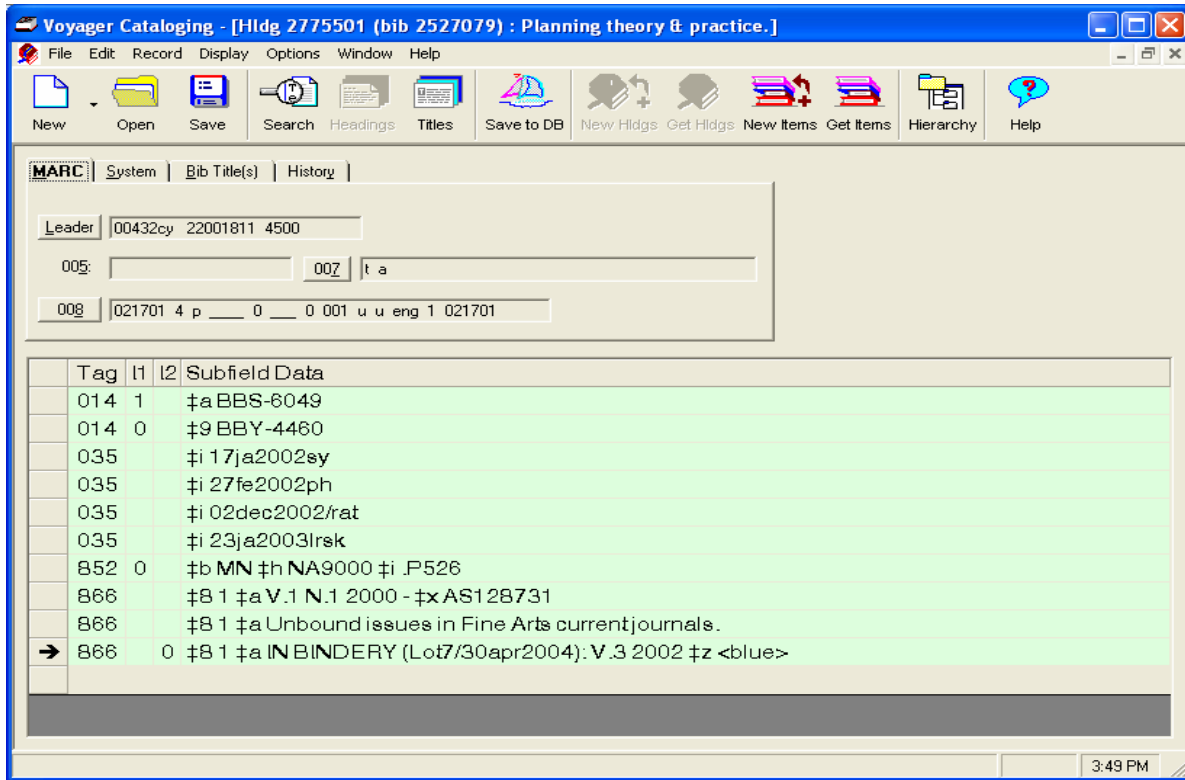 Voyager Cataloging - [Hldg 2775501 (bib 2527079) : Planning theory & practice.]
File Edit Record Display Options Window Help
New Open Save Search Headings Titles Save to DB New Hldgs Get Hldgs New Items Get Items Hierarchy Help
MARC System Bib Title(s) History
Leader 00432cy 22001811 4500
005: 007 t a
008 021701 4 p ____ 0 ___ 0 001 u u eng 1 021701
Tag I1 I2 Subfield Data
014 1 ‡a BBS-6049
014 0 ‡9 BBY-4460
035 ‡i 17ja2002sy
035 ‡i 27fe2002ph
035 ‡i 02dec2002/rat
035 ‡i 23ja2003lrsk
852 0 ‡b MN ‡h NA9000 ‡i .P526
866 ‡8 1 ‡a V.1 N.1 2000 - ‡x AS128731
866 ‡8 1 ‡a Unbound issues in Fine Arts current journals.
866 0 ‡8 1 ‡a IN BINDERY (Lot7/30apr2004): V.3 2002 ‡z <blue>
3:49 PM